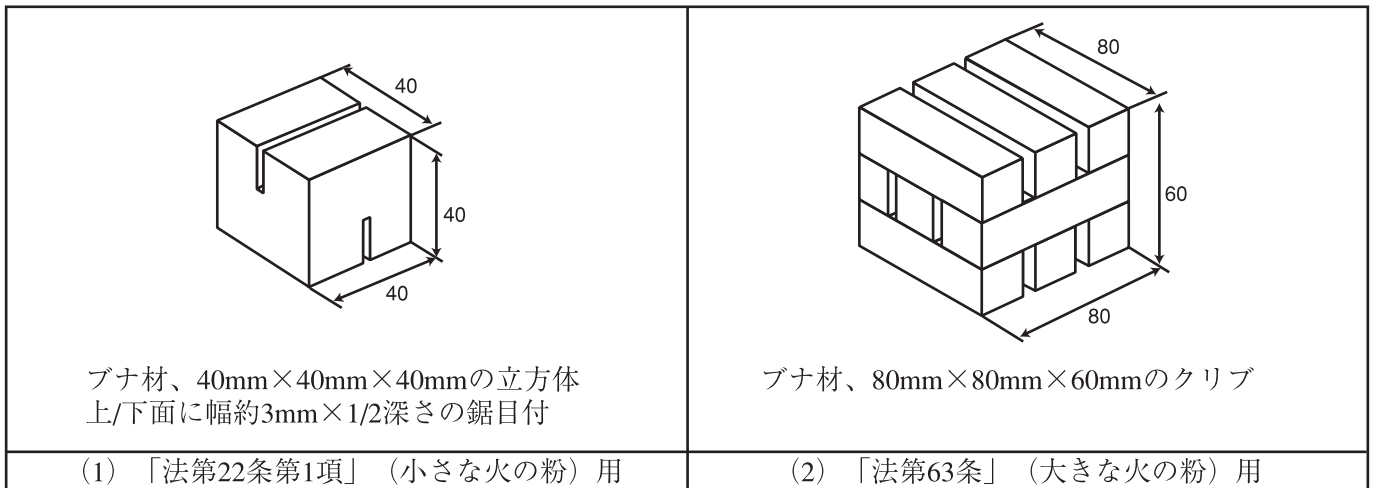 40
40
40
ブナ材、40mm×40mm×40mmの立方体
上/下面に幅約3mm×1/2深さの鋸目付
(1) 「法第22条第1項」(小さな火の粉)用
80
60
80
ブナ材、80mm×80mm×60mmのクリブ
(2) 「法第63条」(大きな火の粉)用